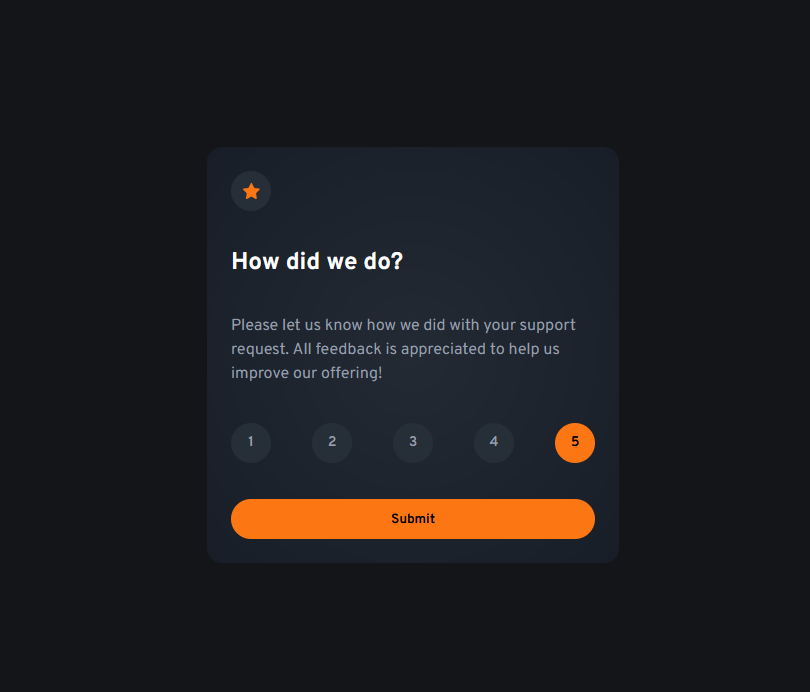 How did we do?
Please let us know how we did with your support
request. All feedback is appreciated to help us
improve our offering!
1 2 3 4 5
Submit